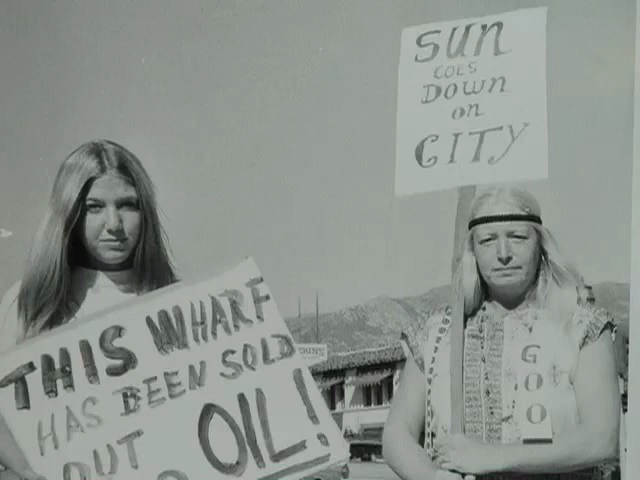 SUN
GOES
DOWN
on
CITY
THIS WHARF
HAS BEEN SOLD
OUT
OIL!
GOO